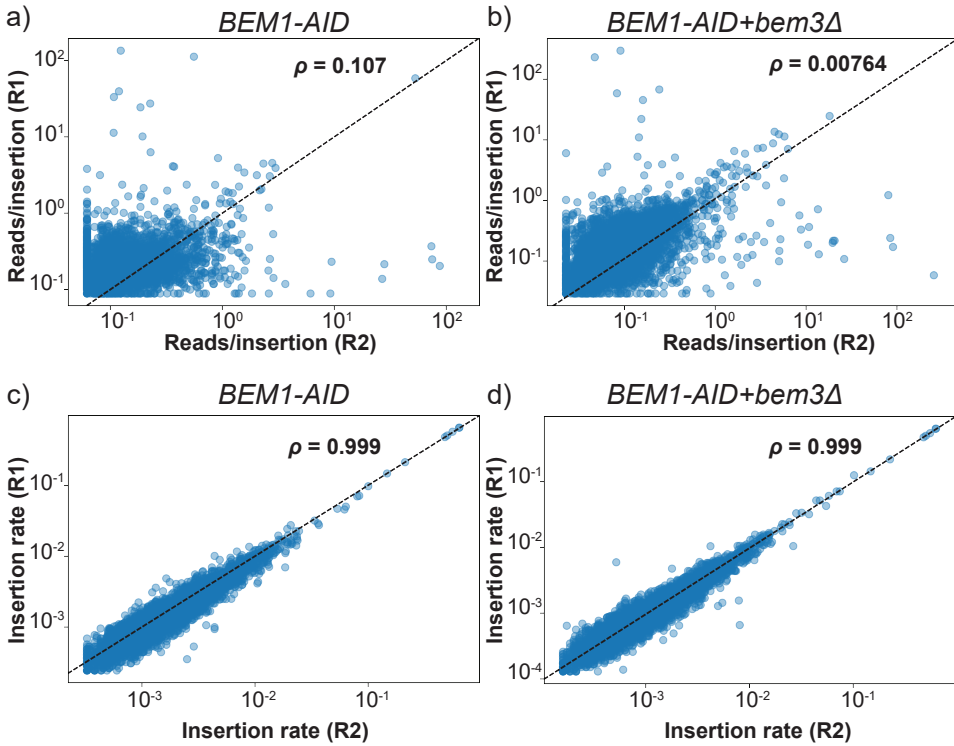 a)
BEM1-AID
ρ = 0.107
Reads/insertion (R1)
10²
10¹
10⁰
10⁻¹
10⁻¹ 10⁰ 10¹ 10²
Reads/insertion (R2)
b)
BEM1-AID+bem3Δ
ρ = 0.00764
Reads/insertion (R1)
10²
10¹
10⁰
10⁻¹
10⁻¹ 10⁰ 10¹ 10²
Reads/insertion (R2)
c)
BEM1-AID
ρ = 0.999
Insertion rate (R1)
10⁻¹
10⁻²
10⁻³
10⁻³ 10⁻² 10⁻¹
Insertion rate (R2)
d)
BEM1-AID+bem3Δ
ρ = 0.999
Insertion rate (R1)
10⁻¹
10⁻²
10⁻³
10⁻⁴
10⁻³ 10⁻² 10⁻¹
Insertion rate (R2)